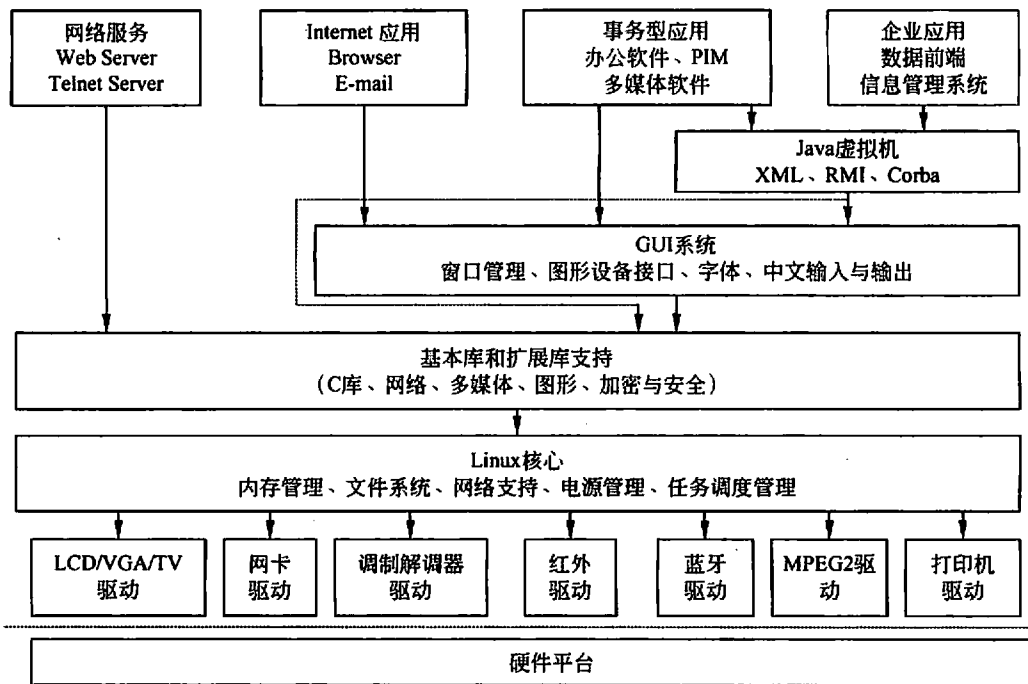 网络服务
Web Server
Telnet Server
Internet 应用
Browser
E-mail
事务型应用
办公软件、PIM
多媒体软件
企业应用
数据前端
信息管理系统
Java虚拟机
XML、RMI、Corba
GUI系统
窗口管理、图形设备接口、字体、中文输入与输出
基本库和扩展库支持
（C库、网络、多媒体、图形、加密与安全）
Linux核心
内存管理、文件系统、网络支持、电源管理、任务调度管理
LCD/VGA/TV
驱动
网卡
驱动
调制解调器
驱动
红外
驱动
蓝牙
驱动
MPEG2驱
动
打印机
驱动
硬件平台